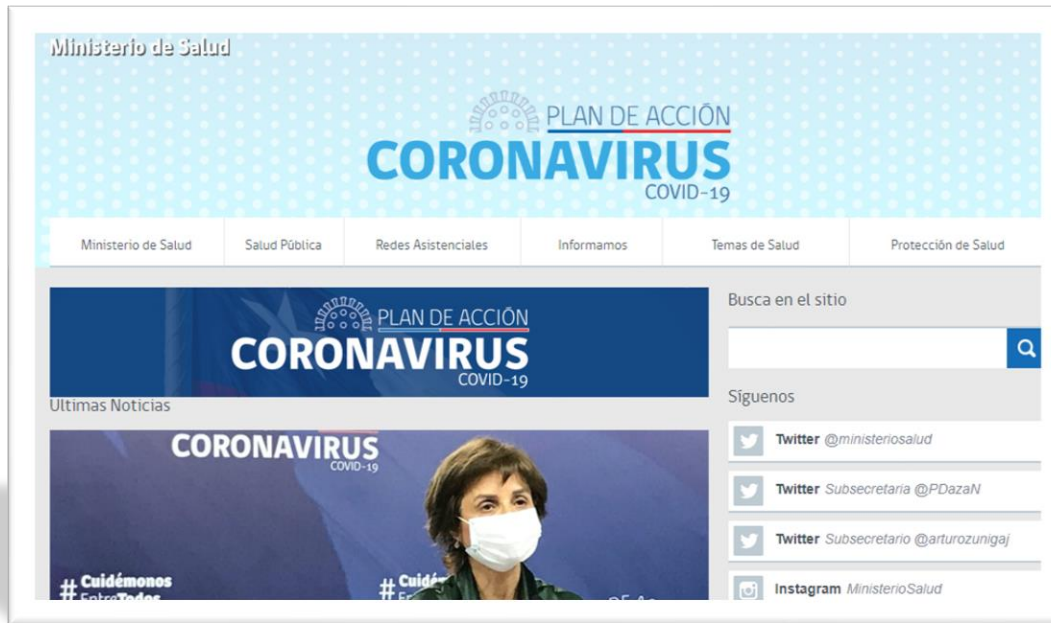 Ministerio de Salud
PLAN DE ACCIÓN
CORONAVIRUS
COVID-19
Ministerio de Salud
Salud Pública
Redes Asistenciales
Informamos
Temas de Salud
Protección de Salud
PLAN DE ACCIÓN
CORONAVIRUS
COVID-19
Ultimas Noticias
CORONAVIRUS
COVID-19
# Cuidémonos
EntreTodos
# Cuidé
Busca en el sitio
Síguenos
Twitter @ministeriosalud
Twitter Subsecretaria @PDazaN
Twitter Subsecretario @arturozunigaj
Instagram MinisterioSalud